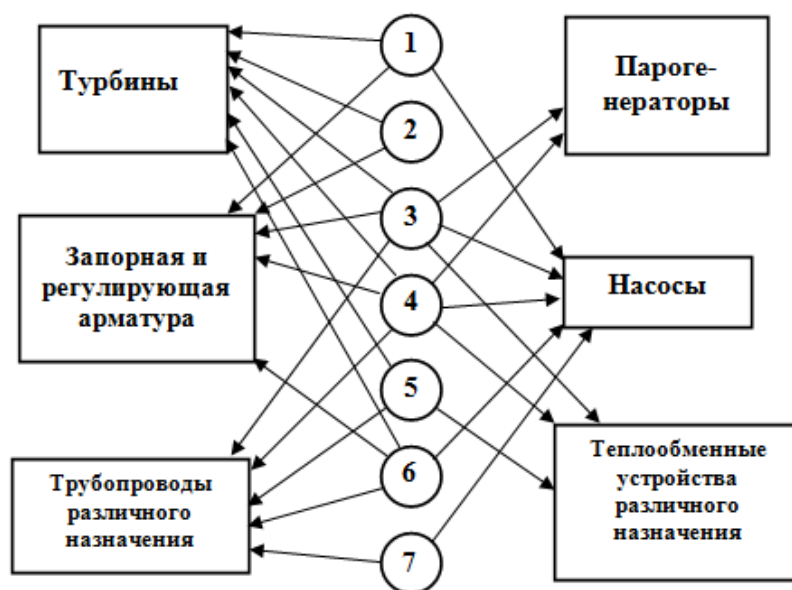 Турбины
Запорная и
регулирующая
арматура
Трубопроводы
различного
назначения
1
2
3
4
5
6
7
Пароге-
нераторы
Насосы
Теплообменные
устройства
различного
назначения